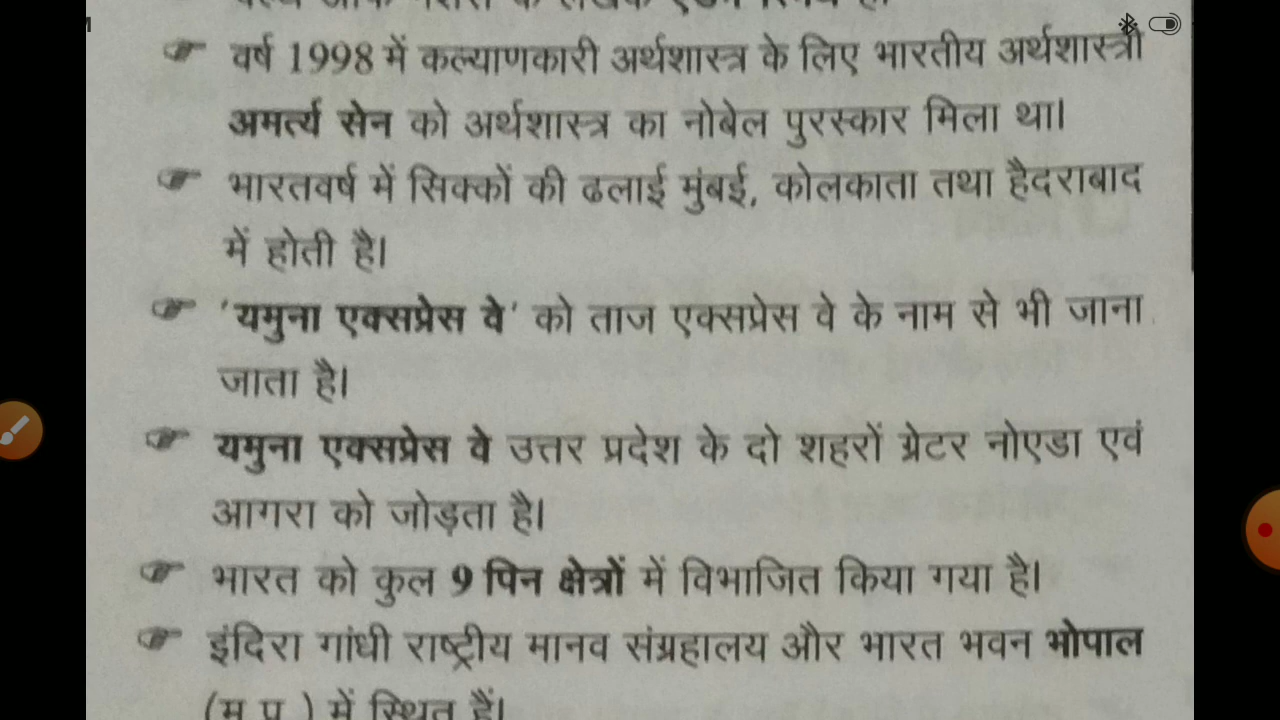 वर्ष 1998 में कल्याणकारी अर्थशास्त्र के लिए भारतीय अर्थशास्त्री
अमर्त्य सेन को अर्थशास्त्र का नोबेल पुरस्कार मिला था।
भारतवर्ष में सिक्कों की ढलाई मुंबई, कोलकाता तथा हैदराबाद
में होती है।
'यमुना एक्सप्रेस वे' को ताज एक्सप्रेस वे के नाम से भी जाना
जाता है।
यमुना एक्सप्रेस वे उत्तर प्रदेश के दो शहरों ग्रेटर नोएडा एवं
आगरा को जोड़ता है।
भारत को कुल 9 पिन क्षेत्रों में विभाजित किया गया है।
इंदिरा गांधी राष्ट्रीय मानव संग्रहालय और भारत भवन भोपाल
(म प्र ) में स्थित हैं।